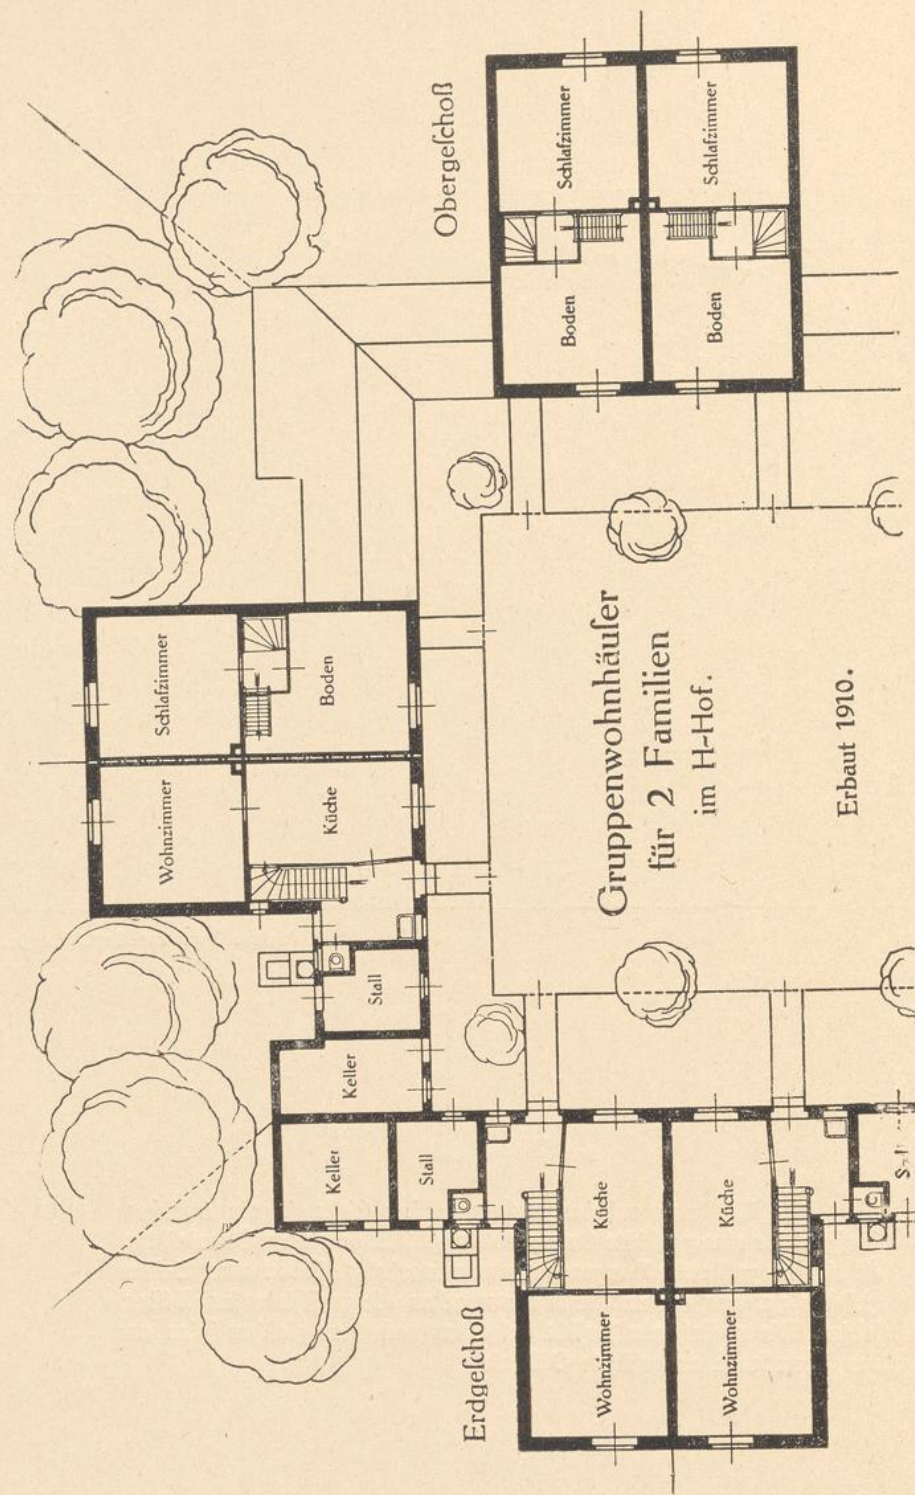 Wohnzimmer
Schlafzimmer
Keller
Keller
Küche
Boden
Stall
Stall
Obergeſchoß
Erdgeſchoß
Wohnzimmer
Küche
Boden
Schlafzimmer
Gruppenwohnhäuſer
für 2 Familien
im H-Hof.
Wohnzimmer
Küche
Boden
Schlafzimmer
Erbaut 1910.